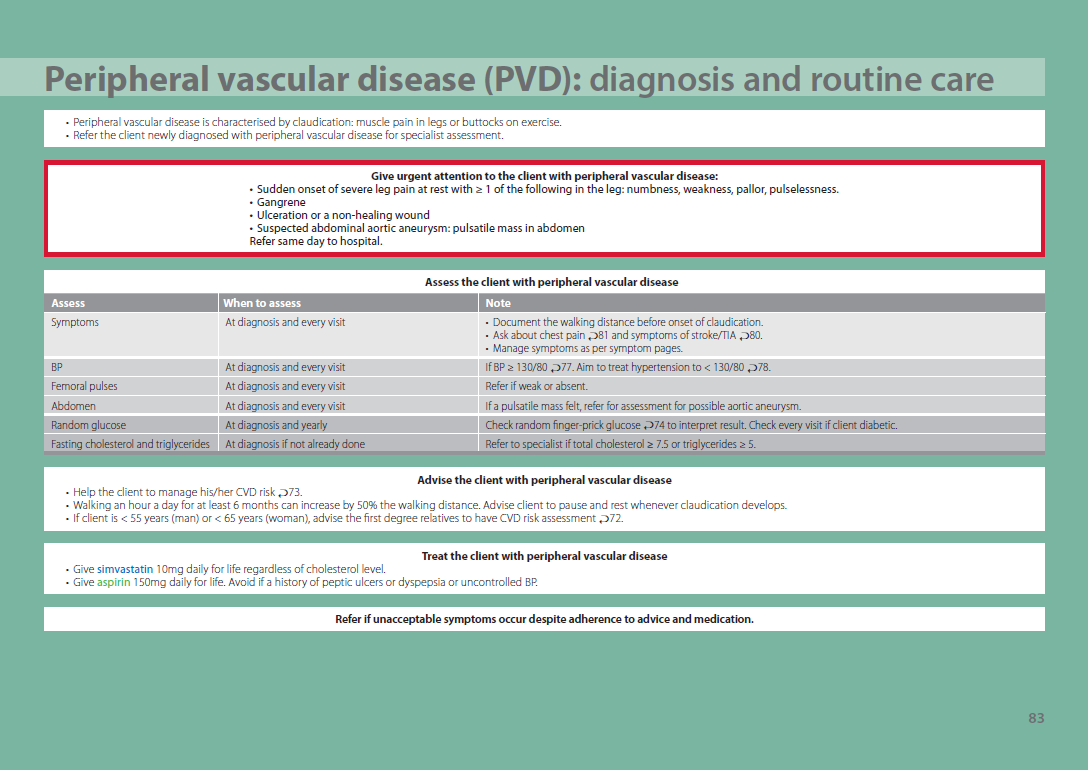 Peripheral vascular disease (PVD): diagnosis and routine care
• Peripheral vascular disease is characterised by claudication: muscle pain in legs or buttocks on exercise.
• Refer the client newly diagnosed with peripheral vascular disease for specialist assessment.
Give urgent attention to the client with peripheral vascular disease:
• Sudden onset of severe leg pain at rest with ≥ 1 of the following in the leg: numbness, weakness, pallor, pulselessness.
• Gangrene
• Ulceration or a non-healing wound
• Suspected abdominal aortic aneurysm: pulsatile mass in abdomen
Refer same day to hospital.
Assess the client with peripheral vascular disease
Assess When to assess Note
Symptoms At diagnosis and every visit • Document the walking distance before onset of claudication.
• Ask about chest pain ⮌81 and symptoms of stroke/TIA ⮌80.
• Manage symptoms as per symptom pages.
BP At diagnosis and every visit If BP ≥ 130/80 ⮌77. Aim to treat hypertension to < 130/80 ⮌78.
Femoral pulses At diagnosis and every visit Refer if weak or absent.
Abdomen At diagnosis and every visit If a pulsatile mass felt, refer for assessment for possible aortic aneurysm.
Random glucose At diagnosis and yearly Check random finger-prick glucose ⮌74 to interpret result. Check every visit if client diabetic.
Fasting cholesterol and triglycerides At diagnosis if not already done Refer to specialist if total cholesterol ≥ 7.5 or triglycerides ≥ 5.
Advise the client with peripheral vascular disease
• Help the client to manage his/her CVD risk ⮌73.
• Walking an hour a day for at least 6 months can increase by 50% the walking distance. Advise client to pause and rest whenever claudication develops.
• If client is < 55 years (man) or < 65 years (woman), advise the first degree relatives to have CVD risk assessment ⮌72.
Treat the client with peripheral vascular disease
• Give simvastatin 10mg daily for life regardless of cholesterol level.
• Give aspirin 150mg daily for life. Avoid if a history of peptic ulcers or dyspepsia or uncontrolled BP.
Refer if unacceptable symptoms occur despite adherence to advice and medication.
83